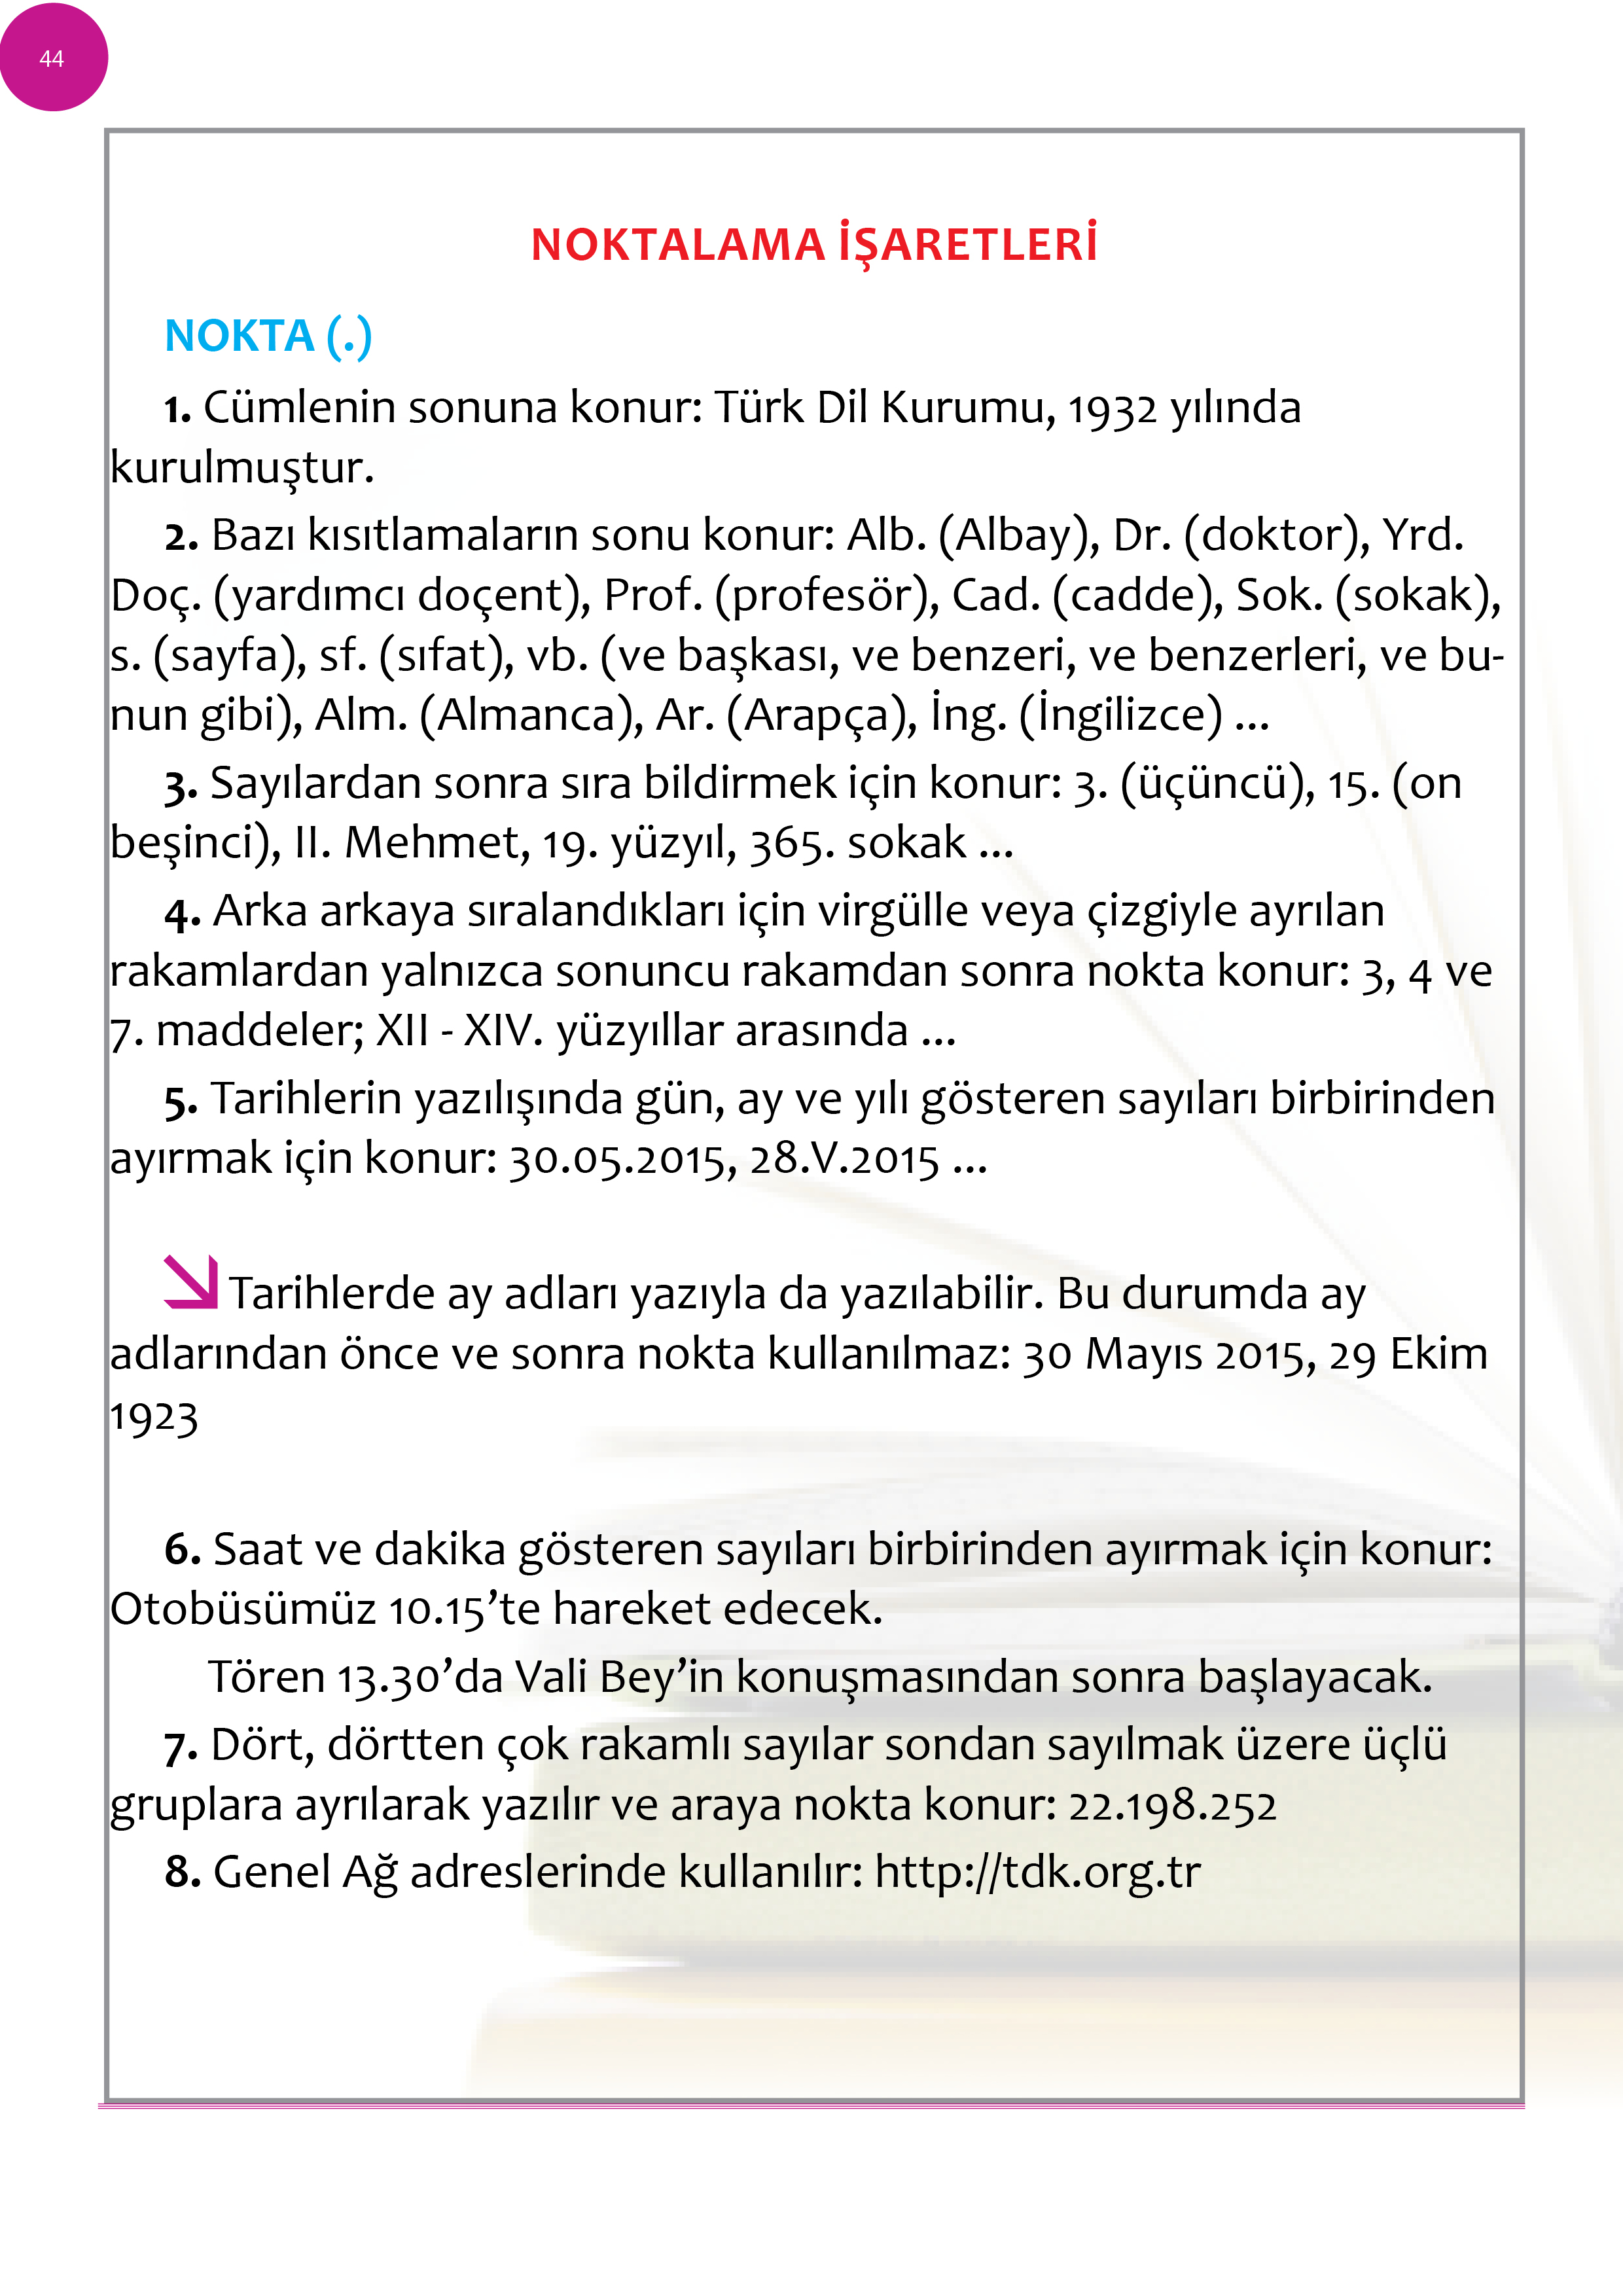 44
NOKTALAMA İŞARETLERİ
NOKTA (.)
1. Cümlenin sonuna konur: Türk Dil Kurumu, 1932 yılında
kurulmuştur.
2. Bazı kısıtlamaların sonu konur: Alb. (Albay), Dr. (doktor), Yrd.
Doç. (yardımcı doçent), Prof. (profesör), Cad. (cadde), Sok. (sokak),
s. (sayfa), sf. (sıfat), vb. (ve başkası, ve benzeri, ve benzerleri, ve bu-
nun gibi), Alm. (Almanca), Ar. (Arapça), İng. (İngilizce) ...
3. Sayılardan sonra sıra bildirmek için konur: 3. (üçüncü), 15. (on
beşinci), II. Mehmet, 19. yüzyıl, 365. sokak ...
4. Arka arkaya sıralandıkları için virgülle veya çizgiyle ayrılan
rakamlardan yalnızca sonuncu rakamdan sonra nokta konur: 3, 4 ve
7. maddeler; XII - XIV. yüzyıllar arasında ...
5. Tarihlerin yazılışında gün, ay ve yılı gösteren sayıları birbirinden
ayırmak için konur: 30.05.2015, 28.V.2015 ...
Tarihlerde ay adları yazıyla da yazılabilir. Bu durumda ay
adlarından önce ve sonra nokta kullanılmaz: 30 Mayıs 2015, 29 Ekim
1923
6. Saat ve dakika gösteren sayıları birbirinden ayırmak için konur:
Otobüsümüz 10.15’te hareket edecek.
Tören 13.30’da Vali Bey’in konuşmasından sonra başlayacak.
7. Dört, dörtten çok rakamlı sayılar sondan sayılmak üzere üçlü
gruplara ayrılarak yazılır ve araya nokta konur: 22.198.252
8. Genel Ağ adreslerinde kullanılır: http://tdk.org.tr